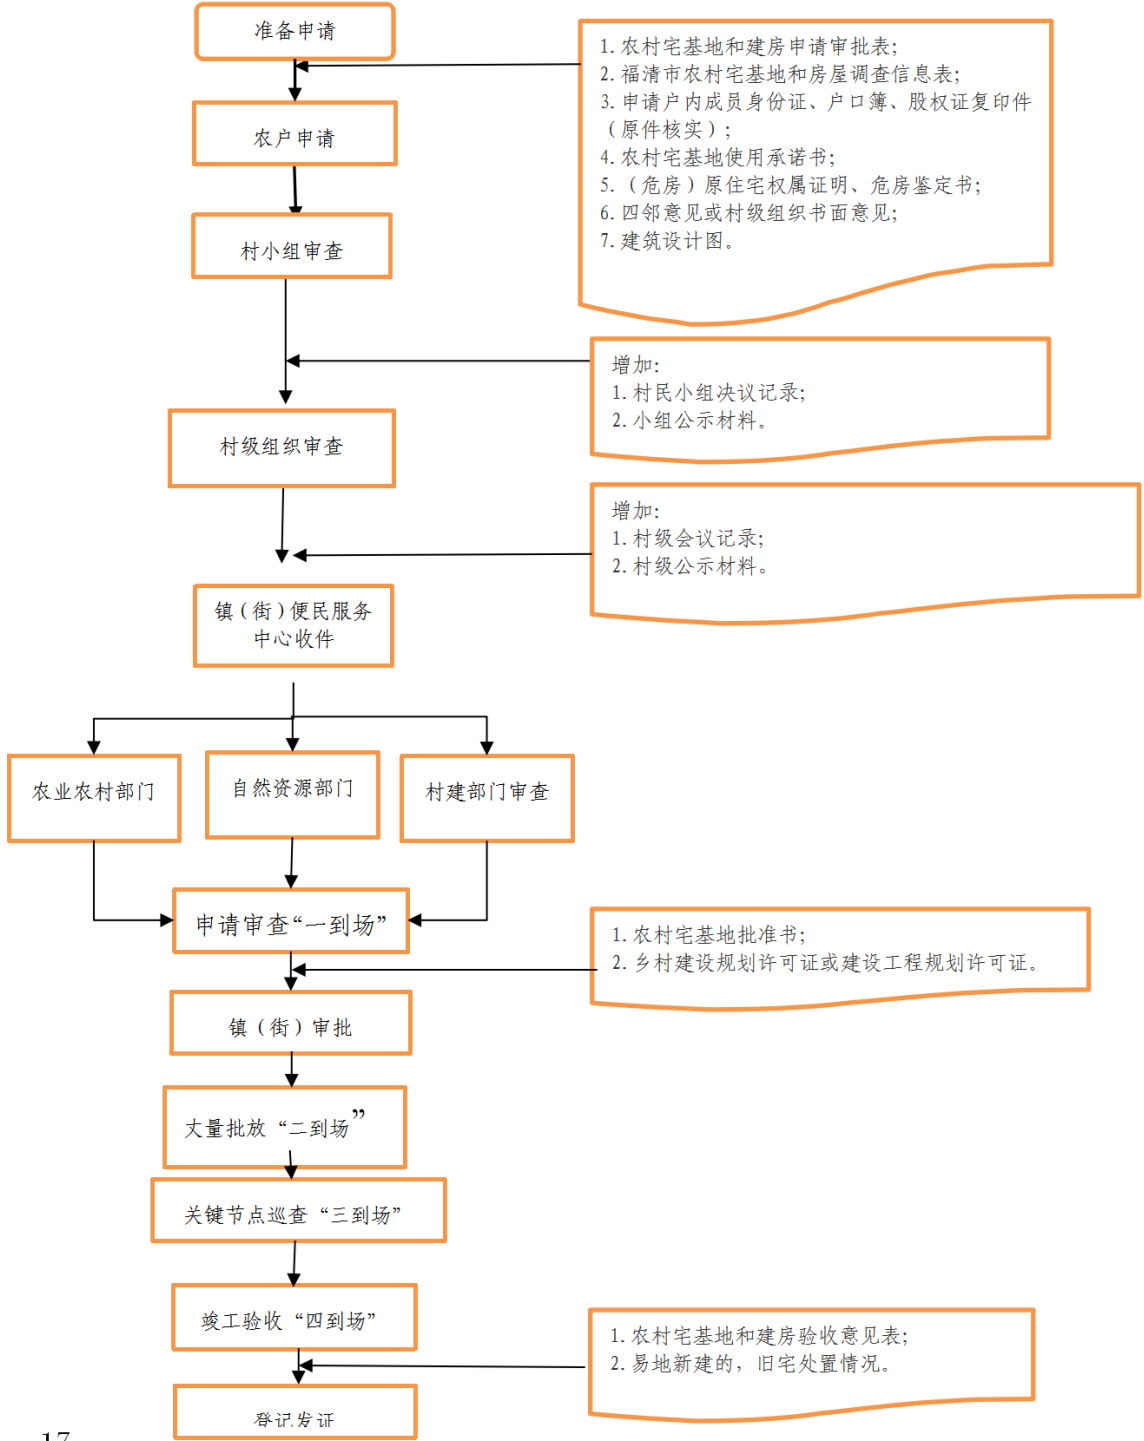 准备申请
1. 农村宅基地和建房申请审批表;
2. 福清市农村宅基地和房屋调查信息表;
3. 申请户内成员身份证、户口簿、股权证复印件
（原件核实）;
4. 农村宅基地使用承诺书;
5. （危房）原住宅权属证明、危房鉴定书;
6. 四邻意见或村级组织书面意见;
7. 建筑设计图。
农户申请
村小组审查
增加:
1. 村民小组决议记录;
2. 小组公示材料。
村级组织审查
增加:
1. 村级会议记录;
2. 村级公示材料。
镇（街）便民服务
中心收件
农业农村部门
自然资源部门
村建部门审查
申请审查“一到场”
1. 农村宅基地批准书;
2. 乡村建设规划许可证或建设工程规划许可证。
镇（街）审批
丈量批放“二到场”
关键节点巡查“三到场”
竣工验收“四到场”
1. 农村宅基地和建房验收意见表;
2. 易地新建的，旧宅处置情况。
登记发证
17